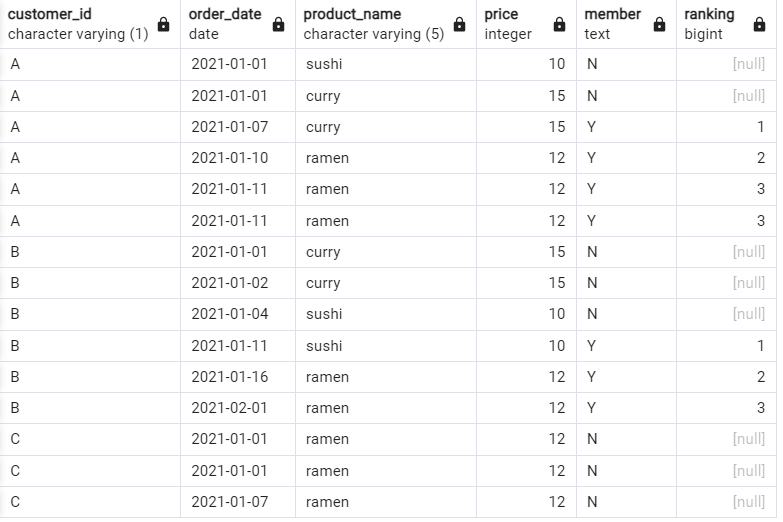 customer_id order_date product_name price member ranking
character varying (1) date character varying (5) integer text bigint
A 2021-01-01 sushi 10 N [null]
A 2021-01-01 curry 15 N [null]
A 2021-01-07 curry 15 Y 1
A 2021-01-10 ramen 12 Y 2
A 2021-01-11 ramen 12 Y 3
A 2021-01-11 ramen 12 Y 3
B 2021-01-01 curry 15 N [null]
B 2021-01-02 curry 15 N [null]
B 2021-01-04 sushi 10 N [null]
B 2021-01-11 sushi 10 Y 1
B 2021-01-16 ramen 12 Y 2
B 2021-02-01 ramen 12 Y 3
C 2021-01-01 ramen 12 N [null]
C 2021-01-01 ramen 12 N [null]
C 2021-01-07 ramen 12 N [null]